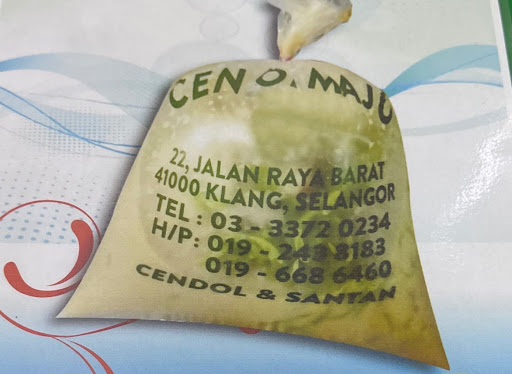 CENDOL MAJU
22, JALAN RAYA BARAT
41000 KLANG, SELANGOR
TEL : 03 - 3372 0234
H/P: 019 - 243 8183
019 - 668 6460
CENDOL & SANTAN